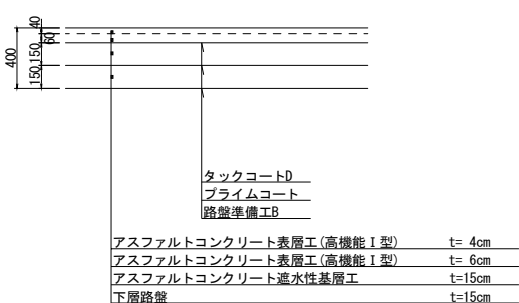 40
60
150
150
400
タックコートD
プライムコート
路盤準備工B
アスファルトコンクリート表層工(高機能Ⅰ型) t= 4cm
アスファルトコンクリート表層工(高機能Ⅰ型) t= 6cm
アスファルトコンクリート遮水性基層工 t=15cm
下層路盤 t=15cm